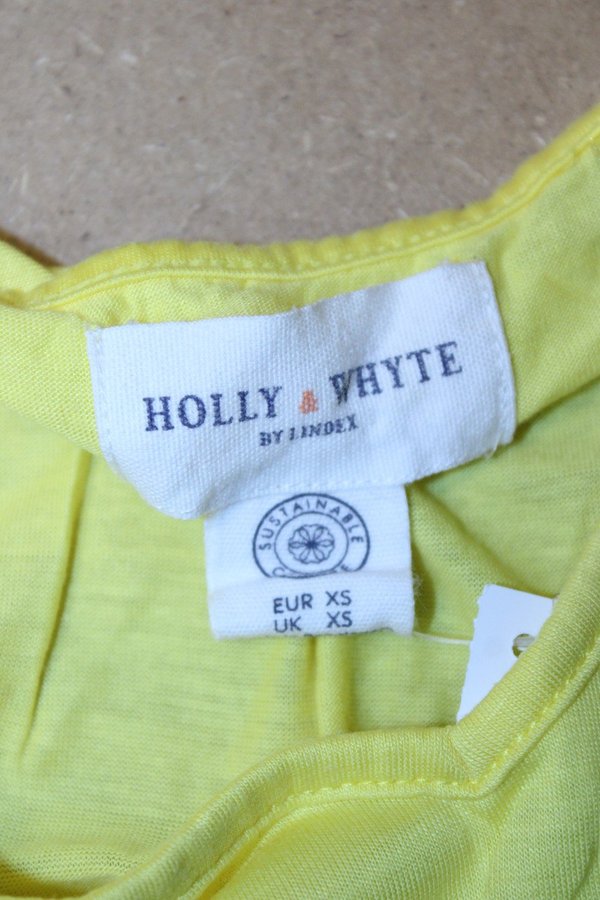 HOLLY & WHYTE
BY LINDEX
SUSTAINABLE
EUR XS
UK XS